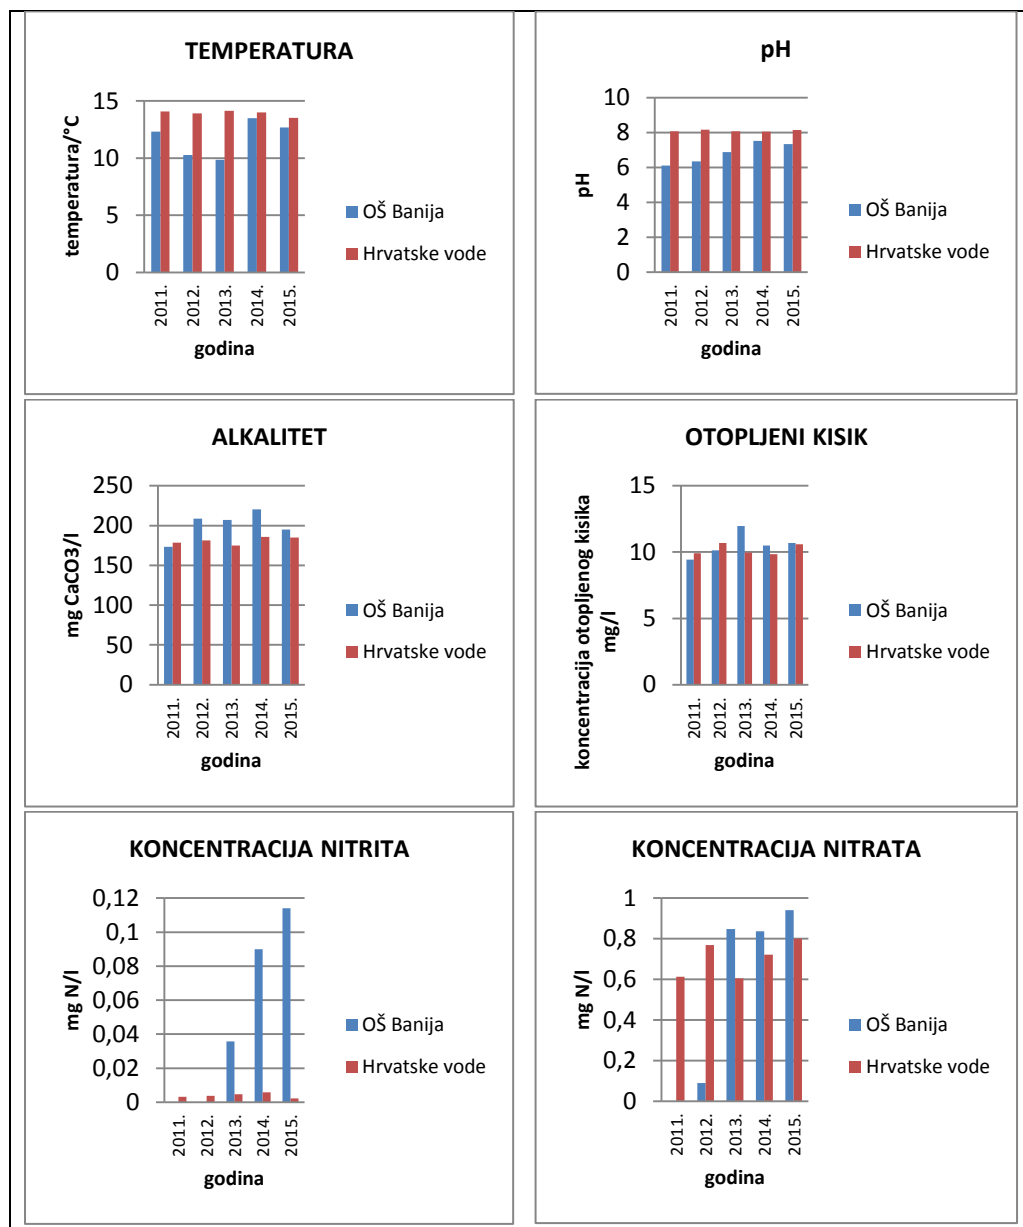 TEMPERATURA
15
10
5
0
temperatura/°C
2011.
2012.
2013.
2014.
2015.
godina
OŠ Banija
Hrvatske vode
pH
10
8
6
4
2
0
pH
2011.
2012.
2013.
2014.
2015.
godina
OŠ Banija
Hrvatske vode
ALKALITET
250
200
150
100
50
0
mg CaCO3/l
2011.
2012.
2013.
2014.
2015.
godina
OŠ Banija
Hrvatske vode
OTOPLJENI KISIK
15
10
5
0
koncentracija otopljenog kisika
mg/l
2011.
2012.
2013.
2014.
2015.
godina
OŠ Banija
Hrvatske vode
KONCENTRACIJA NITRITA
0,12
0,1
0,08
0,06
0,04
0,02
0
mg N/l
2011.
2012.
2013.
2014.
2015.
godina
OŠ Banija
Hrvatske vode
KONCENTRACIJA NITRATA
1
0,8
0,6
0,4
0,2
0
mg N/l
2011.
2012.
2013.
2014.
2015.
godina
OŠ Banija
Hrvatske vode